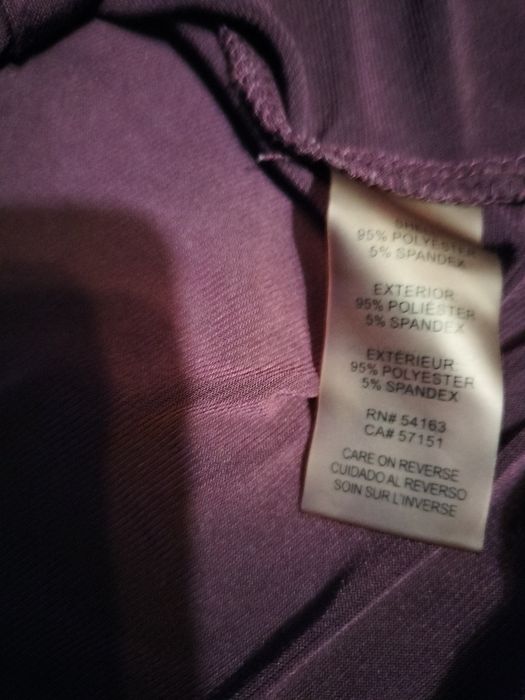 SHELL
95% POLYESTER
5% SPANDEX
EXTERIOR
95% POLIÉSTER
5% SPANDEX
EXTÉRIEUR
95% POLYESTER
5% SPANDEX
RN# 54163
CA# 57151
CARE ON REVERSE
CUIDADO AL REVERSO
SOIN SUR L'INVERSE